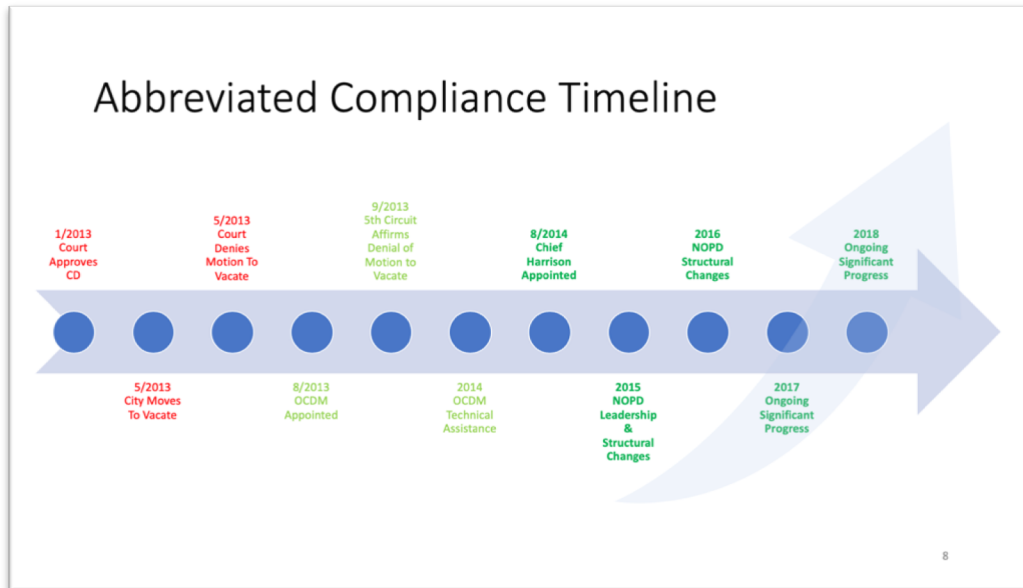 Abbreviated Compliance Timeline
1/2013
Court
Approves
CD
5/2013
City Moves
To Vacate
5/2013
Court
Denies
Motion To
Vacate
8/2013
OCDM
Appointed
9/2013
5th Circuit
Affirms
Denial of
Motion to
Vacate
2014
OCDM
Technical
Assistance
8/2014
Chief
Harrison
Appointed
2015
NOPD
Leadership
&
Structural
Changes
2016
NOPD
Structural
Changes
2017
Ongoing
Significant
Progress
2018
Ongoing
Significant
Progress
8